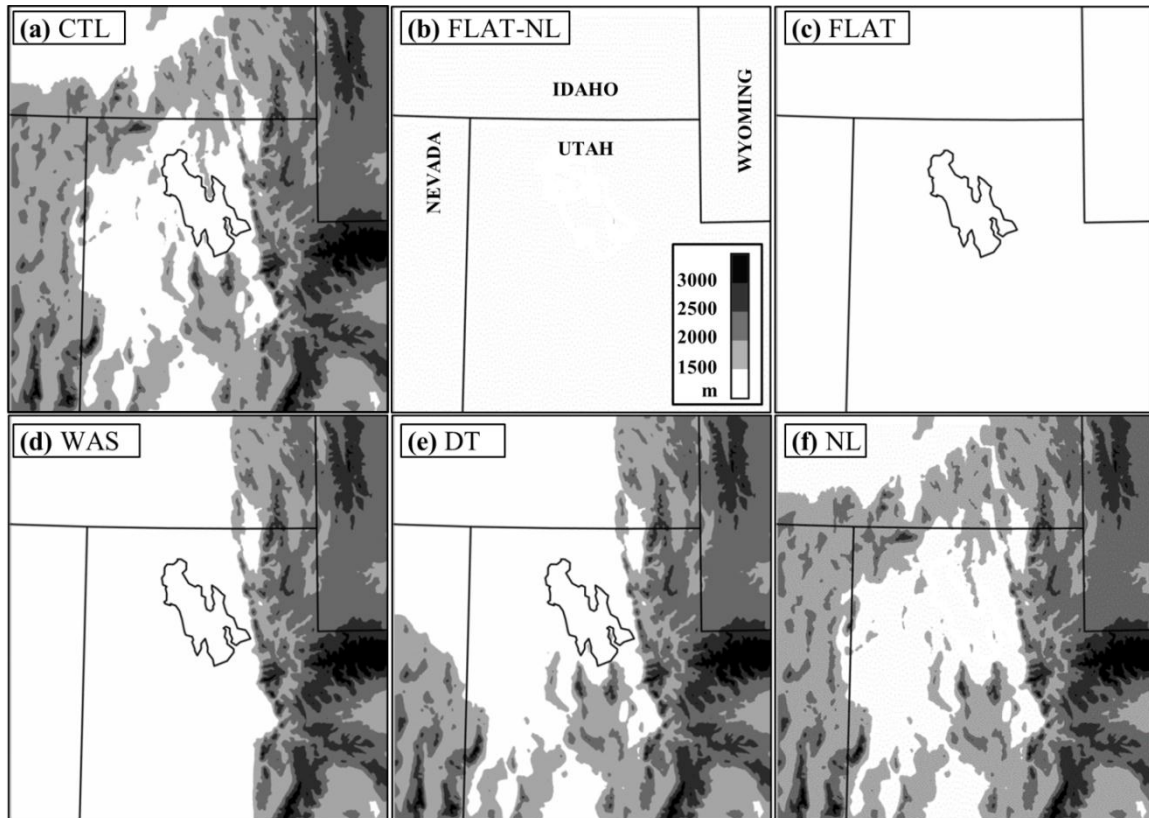 (a) CTL
(b) FLAT-NL
(c) FLAT
IDAHO
NEVADA
UTAH
WYOMING
3000
2500
2000
1500
m
(d) WAS
(e) DT
(f) NL